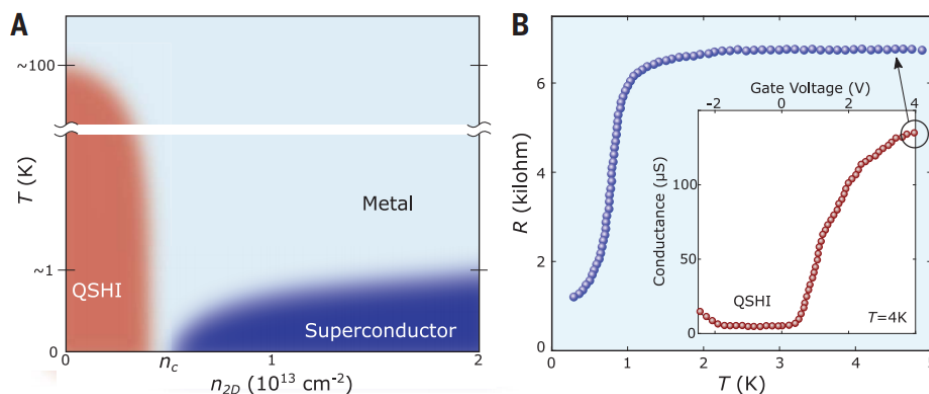 A
~100
T (K)
Metal
~1
QSHI
Superconductor
0
0
n_c
1
2
n_2D (10^13 cm^-2)
B
6
4
2
0
R (kilohm)
Gate Voltage (V)
-2
0
2
4
100
50
0
Conductance (µS)
QSHI
T=4K
0
1
2
3
4
5
T (K)